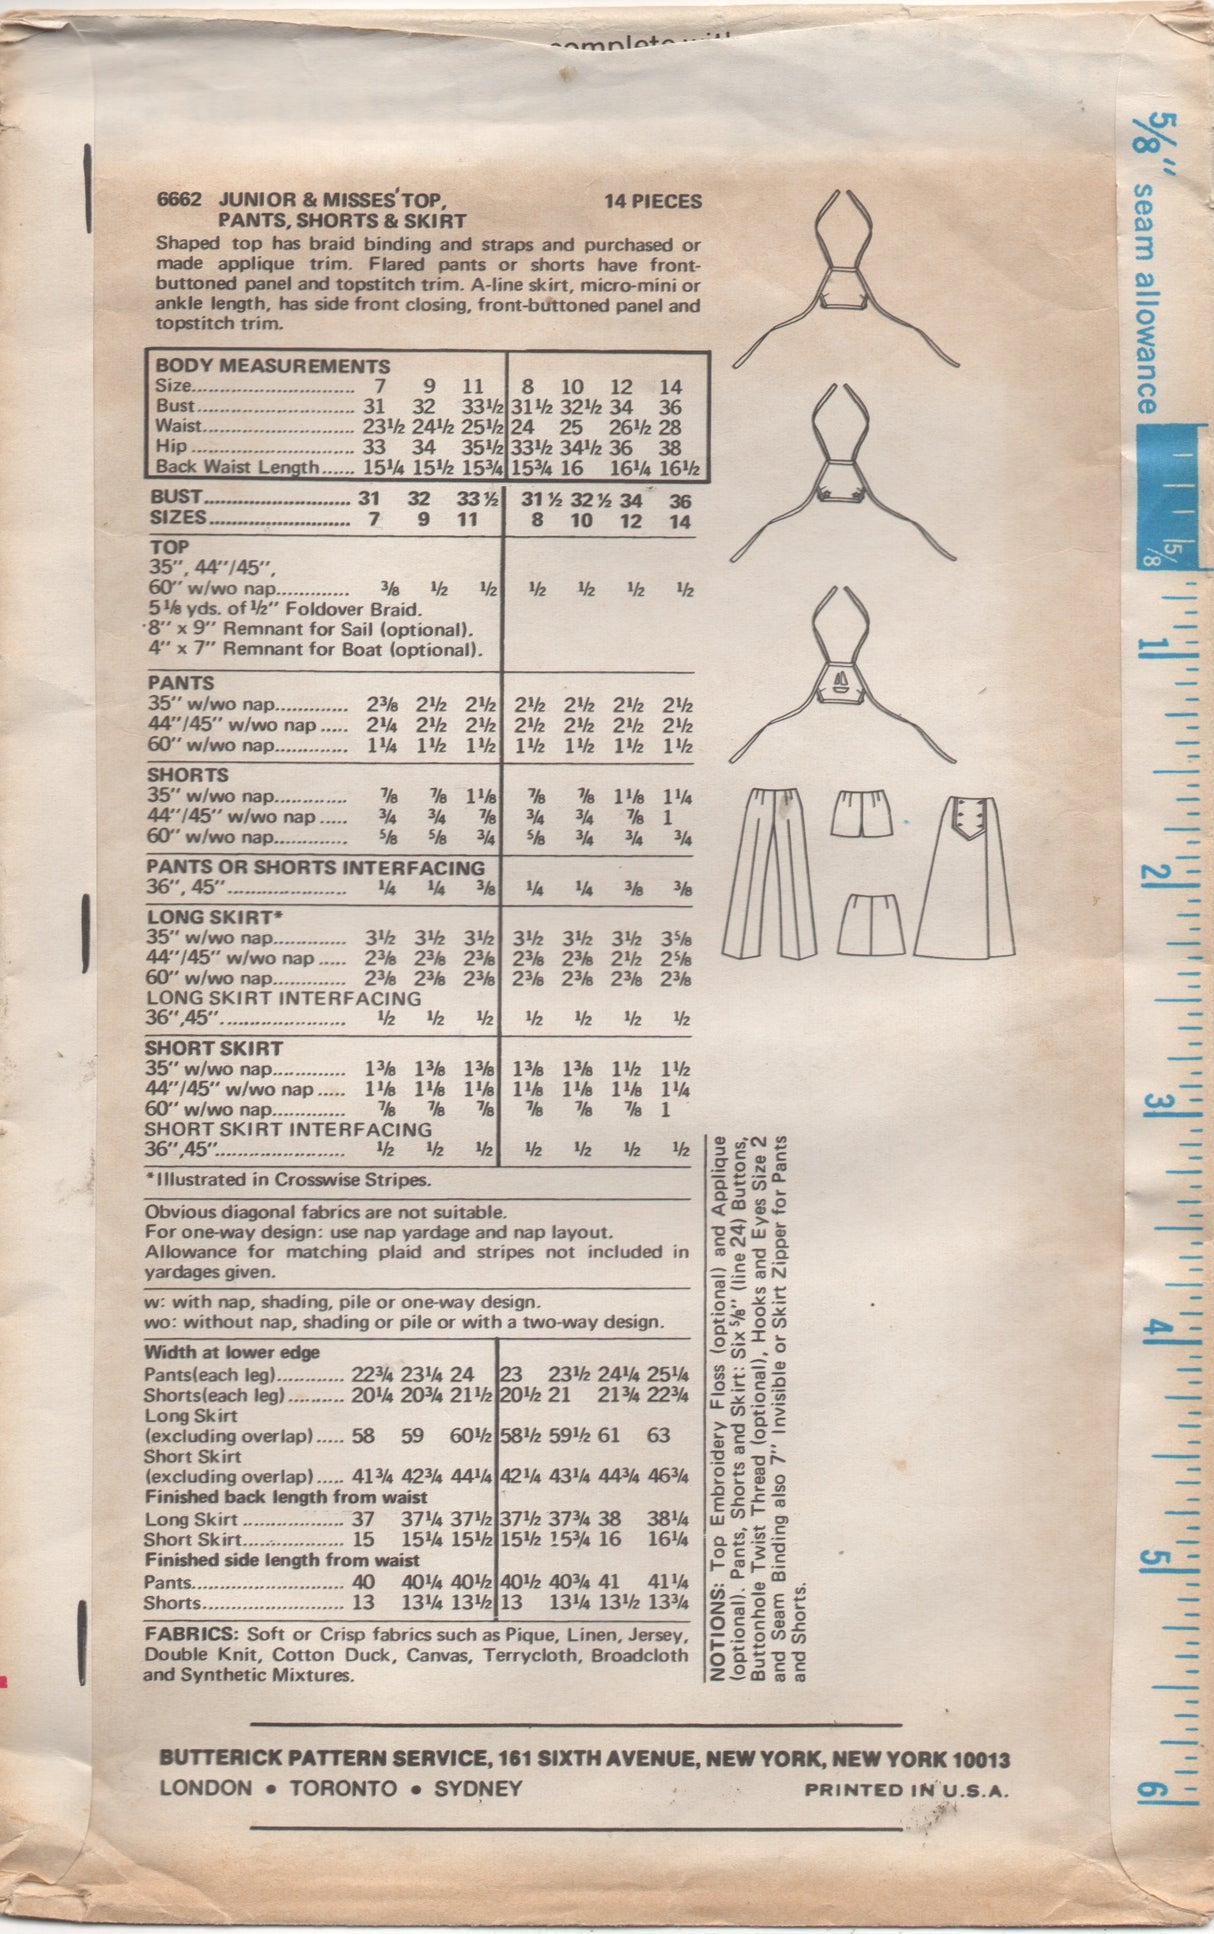 6662 JUNIOR & MISSES' TOP, 14 PIECES
PANTS, SHORTS & SKIRT
Shaped top has braid binding and straps and purchased or
made applique trim. Flared pants or shorts have front-
buttoned panel and topstitch trim. A-line skirt, micro-mini or
ankle length, has side front closing, front-buttoned panel and
topstitch trim.
BODY MEASUREMENTS
Size............................ 7 9 11 8 10 12 14
Bust........................... 31 32 33½ 31½ 32½ 34 36
Waist.......................... 23½ 24½ 25½ 24 25 26½ 28
Hip ............................ 33 34 35½ 33½ 34½ 36 38
Back Waist Length...... 15¼ 15½ 15¾ 15¾ 16 16¼ 16½
BUST......................... 31 32 33 ½ 31 ½ 32 ½ 34 36
SIZES........................ 7 9 11 8 10 12 14
TOP
35", 44"/45",
60" w/wo nap............. ⅜ ½ ½ ½ ½ ½ ½
5⅛ yds. of ½" Foldover Braid.
8" x 9" Remnant for Sail (optional).
4" x 7" Remnant for Boat (optional).
PANTS
35" w/wo nap............. 2⅜ 2½ 2½ 2½ 2½ 2½ 2½
44"/45" w/wo nap ..... 2¼ 2½ 2½ 2½ 2½ 2½ 2½
60" w/wo nap............. 1¼ 1½ 1½ 1½ 1½ 1½ 1½
SHORTS
35" w/wo nap............. ⅞ ⅞ 1⅛ ⅞ ⅞ 1⅛ 1¼
44"/45" w/wo nap ..... ¾ ¾ ⅞ ¾ ¾ ⅞ 1
60" w/wo nap............. ⅝ ⅝ ¾ ⅝ ¾ ¾ ¾
PANTS OR SHORTS INTERFACING
36", 45"..................... ¼ ¼ ⅜ ¼ ¼ ⅜ ⅜
LONG SKIRT*
35" w/wo nap............. 3½ 3½ 3½ 3½ 3½ 3½ 3⅝
44"/45" w/wo nap ..... 2⅜ 2⅜ 2⅜ 2⅜ 2⅜ 2½ 2⅝
60" w/wo nap............. 2⅜ 2⅜ 2⅜ 2⅜ 2⅜ 2⅜ 2⅜
LONG SKIRT INTERFACING
36",45"...................... ½ ½ ½ ½ ½ ½ ½
SHORT SKIRT
35" w/wo nap............. 1⅜ 1⅜ 1⅜ 1⅜ 1⅜ 1½ 1½
44"/45" w/wo nap ..... 1⅛ 1⅛ 1⅛ 1⅛ 1⅛ 1⅛ 1¼
60" w/wo nap............. ⅞ ⅞ ⅞ ⅞ ⅞ ⅞ 1
SHORT SKIRT INTERFACING
36",45"....................... ½ ½ ½ ½ ½ ½ ½
*Illustrated in Crosswise Stripes.
Obvious diagonal fabrics are not suitable.
For one-way design: use nap yardage and nap layout.
Allowance for matching plaid and stripes not included in
yardages given.
w: with nap, shading, pile or one-way design.
wo: without nap, shading or pile or with a two-way design.
Width at lower edge
Pants(each leg)............ 22¾ 23¼ 24 23 23½ 24¼ 25¼
Shorts(each leg).......... 20¼ 20¾ 21½ 20½ 21 21¾ 22¾
Long Skirt
(excluding overlap)..... 58 59 60½ 58½ 59½ 61 63
Short Skirt
(excluding overlap)..... 41¾ 42¾ 44¼ 42¼ 43¼ 44¾ 46¾
Finished back length from waist
Long Skirt .................. 37 37¼ 37½ 37½ 37¾ 38 38¼
Short Skirt.................. 15 15¼ 15½ 15½ 15¾ 16 16¼
Finished side length from waist
Pants........................... 40 40¼ 40½ 40½ 40¾ 41 41¼
Shorts......................... 13 13¼ 13½ 13 13¼ 13½ 13¾
FABRICS: Soft or Crisp fabrics such as Pique, Linen, Jersey,
Double Knit, Cotton Duck, Canvas, Terrycloth, Broadcloth
and Synthetic Mixtures.
NOTIONS: Top Embroidery Floss (optional) and Applique
(optional). Pants, Shorts and Skirt: Six ⅝" (line 24) Buttons,
Buttonhole Twist Thread (optional), Hooks and Eyes Size 2
and Seam Binding also 7" Invisible or Skirt Zipper for Pants
and Shorts.
BUTTERICK PATTERN SERVICE, 161 SIXTH AVENUE, NEW YORK, NEW YORK 10013
LONDON • TORONTO • SYDNEY PRINTED IN U.S.A.
⅝" seam allowance
⅝
1
2
3
4
5
6